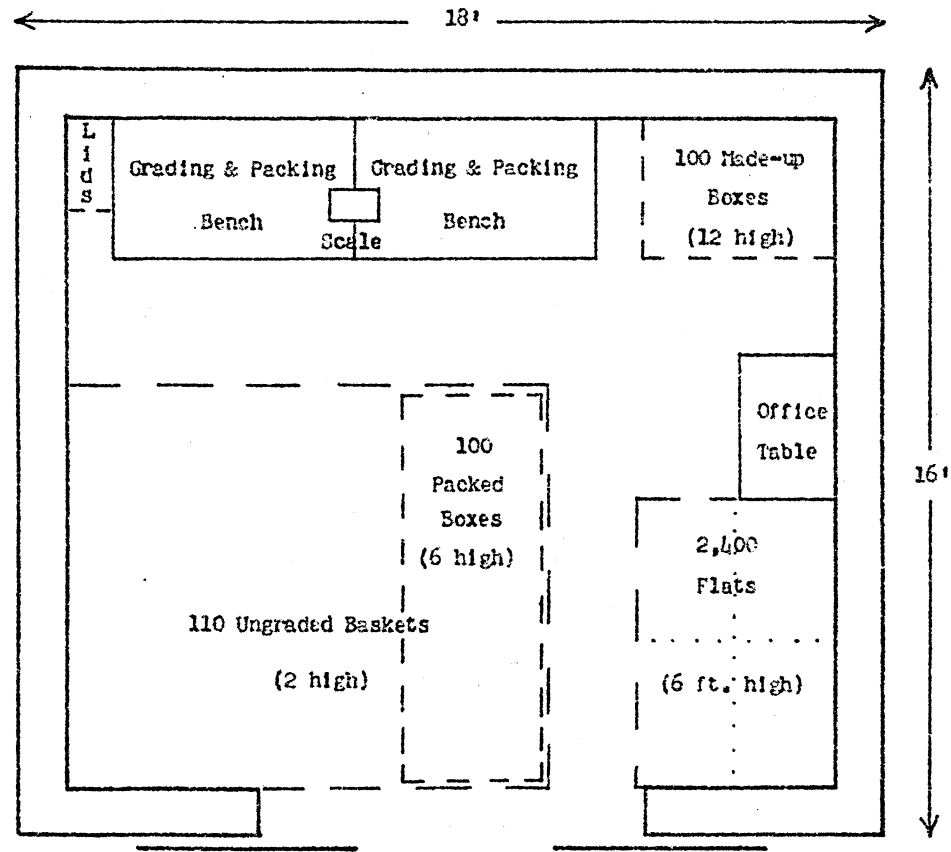 18'
Lids
Grading & Packing
Bench
Grading & Packing
Bench
Scale
100 Made-up
Boxes
(12 high)
Office
Table
16'
100
Packed
Boxes
(6 high)
2,400
Flats
110 Ungraded Baskets
(2 high)
(6 ft. high)